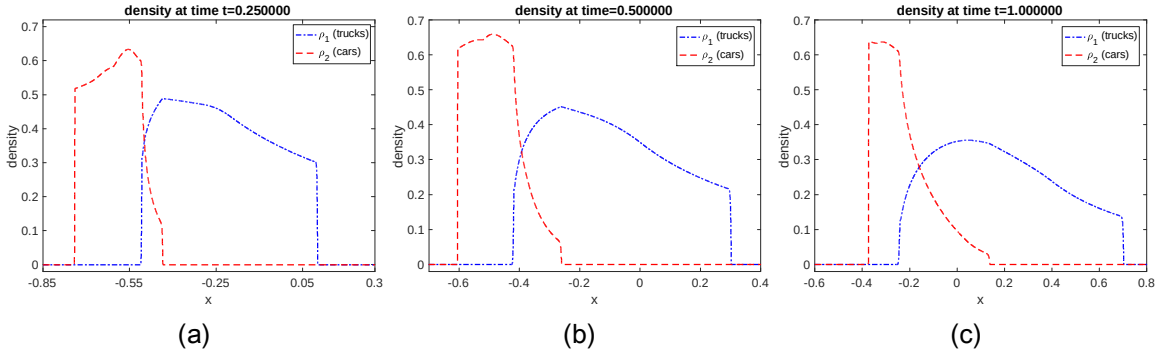 density at time t=0.250000
ρ₁ (trucks)
ρ₂ (cars)
density
0.7
0.6
0.5
0.4
0.3
0.2
0.1
0
-0.85 -0.55 -0.25 0.05 0.3
x
(a)
density at time=0.500000
ρ₁ (trucks)
ρ₂ (cars)
density
0.7
0.6
0.5
0.4
0.3
0.2
0.1
0
-0.6 -0.4 -0.2 0 0.2 0.4
x
(b)
density at time t=1.000000
ρ₁ (trucks)
ρ₂ (cars)
density
0.7
0.6
0.5
0.4
0.3
0.2
0.1
0
-0.6 -0.4 -0.2 0 0.2 0.4 0.6 0.8
x
(c)